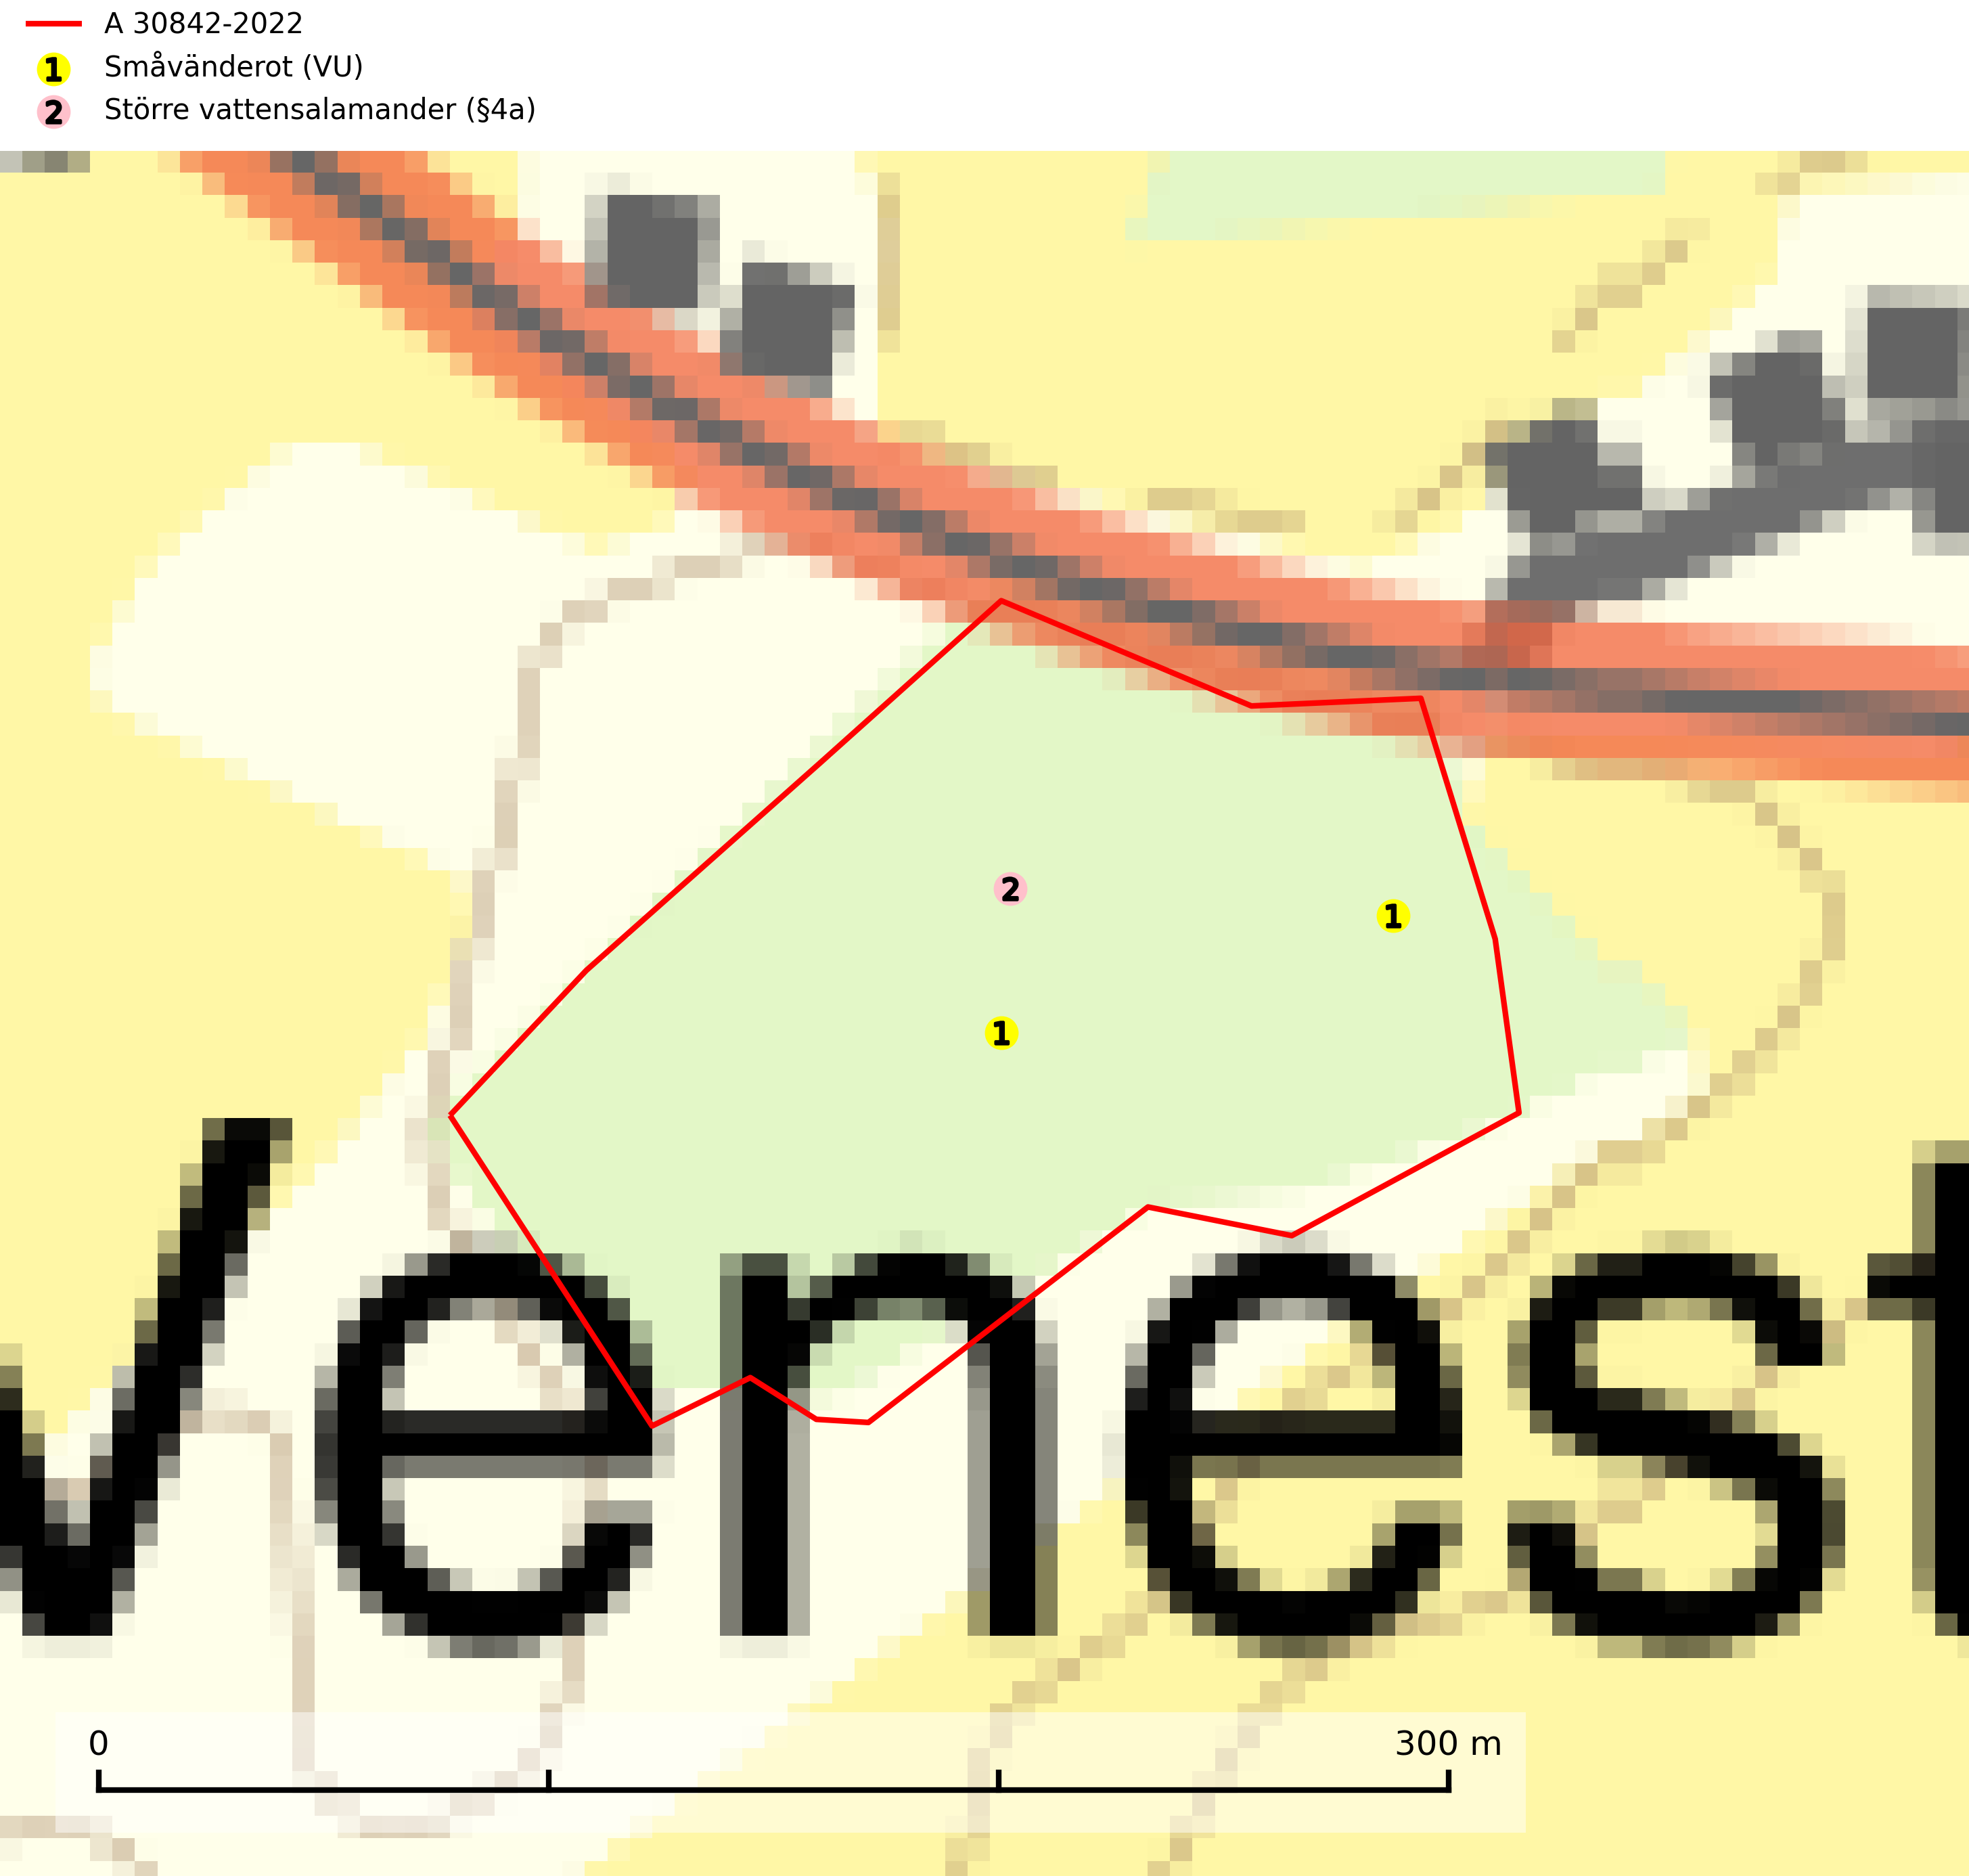 A 30842-2022
1 Småvänderot (VU)
2 Större vattensalamander (§4a)
2
1
1
0
300 m